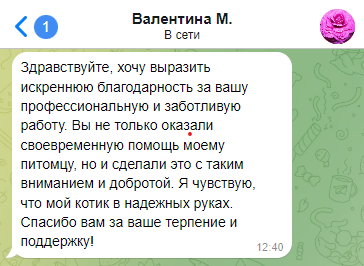 1
Валентина М.
В сети
Здравствуйте, хочу выразить
искреннюю благодарность за вашу
профессиональную и заботливую
работу. Вы не только оказали
своевременную помощь моему
питомцу, но и сделали это с таким
вниманием и добротой. Я чувствую,
что мой котик в надежных руках.
Спасибо вам за ваше терпение и
поддержку!
12:40